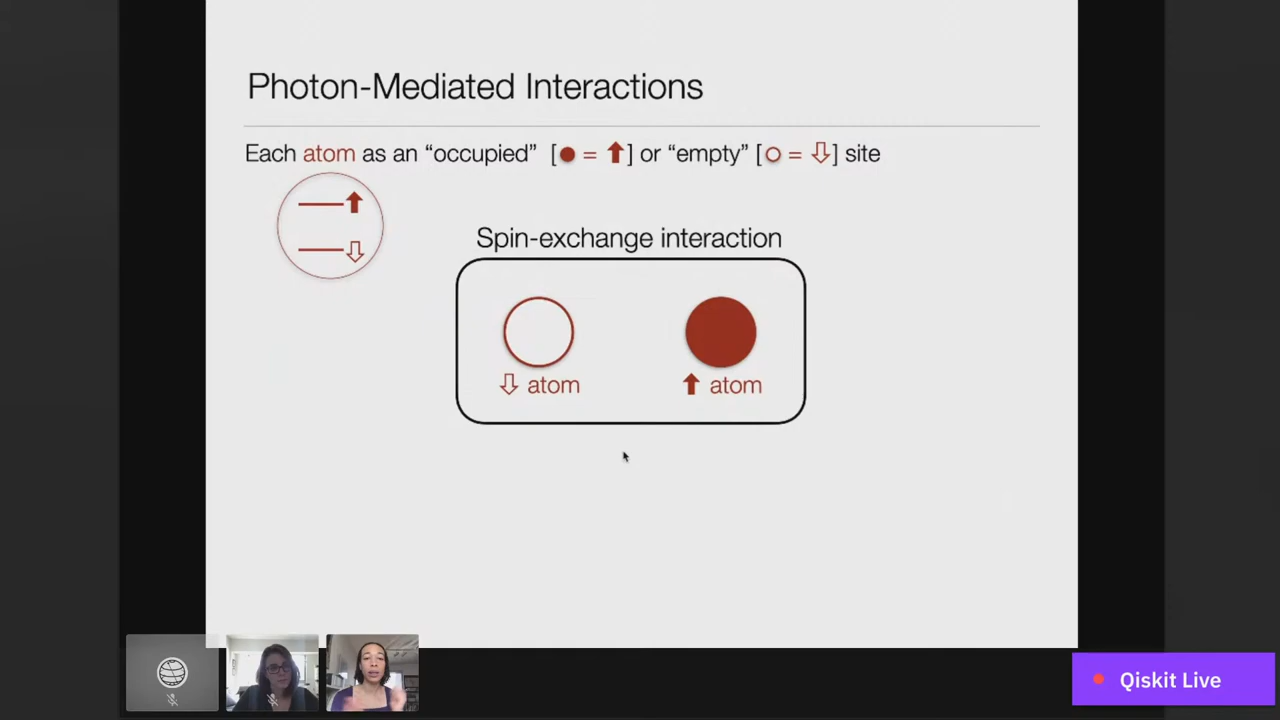 Photon-Mediated Interactions
Each atom as an “occupied” [● = ⬆] or “empty” [○ = ⇩] site
Spin-exchange interaction
⇩ atom
⬆ atom
Qiskit Live